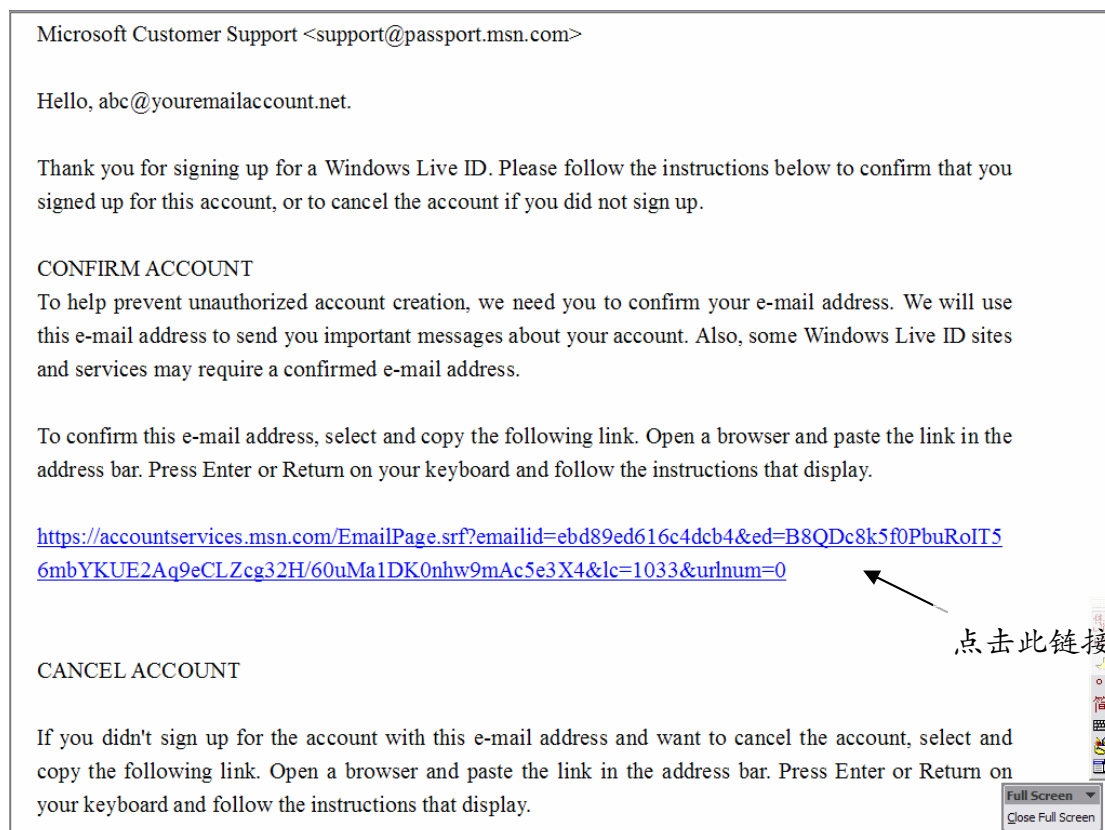 Microsoft Customer Support <support@passport.msn.com>
Hello, abc@youremailaccount.net.
Thank you for signing up for a Windows Live ID. Please follow the instructions below to confirm that you
signed up for this account, or to cancel the account if you did not sign up.
CONFIRM ACCOUNT
To help prevent unauthorized account creation, we need you to confirm your e-mail address. We will use
this e-mail address to send you important messages about your account. Also, some Windows Live ID sites
and services may require a confirmed e-mail address.
To confirm this e-mail address, select and copy the following link. Open a browser and paste the link in the
address bar. Press Enter or Return on your keyboard and follow the instructions that display.
https://accountservices.msn.com/EmailPage.srf?emailid=ebd89ed616c4dcb4&ed=B8QDc8k5f0PbuRoIT5
6mbYKUE2Aq9eCLZcg32H/60uMa1DK0nhw9mAc5e3X4&lc=1033&urlnum=0
点击此链接
CANCEL ACCOUNT
简
If you didn't sign up for the account with this e-mail address and want to cancel the account, select and
copy the following link. Open a browser and paste the link in the address bar. Press Enter or Return on
your keyboard and follow the instructions that display.
Full Screen
Close Full Screen